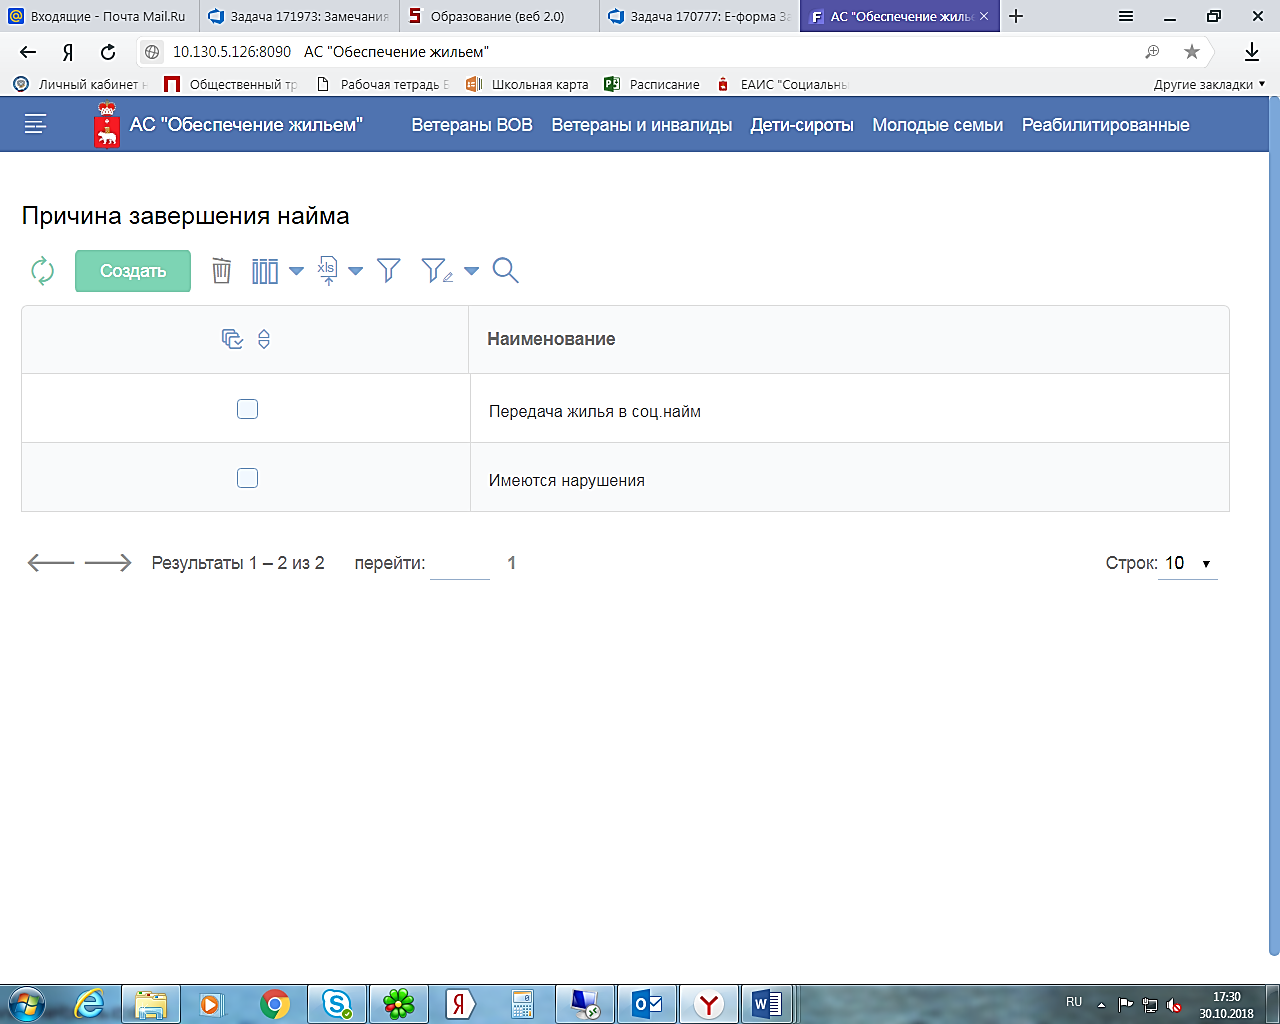 Входящие - Почта Mail.Ru
Задача 171973: Замечания
Образование (веб 2.0)
Задача 170777: Е-форма За
АС "Обеспечение жилье
10.130.5.126:8090 АС "Обеспечение жильем"
Личный кабинет
Общественный тр
Рабочая тетрадь
Школьная карта
Расписание
ЕАИС "Социальны
Другие закладки
АС "Обеспечение жильем"
Ветераны ВОВ
Ветераны и инвалиды
Дети-сироты
Молодые семьи
Реабилитированные
Причина завершения найма
Создать
xls
Наименование
Передача жилья в соц.найм
Имеются нарушения
Результаты 1 – 2 из 2
перейти:
1
Строк: 10
RU
17:30
30.10.2018